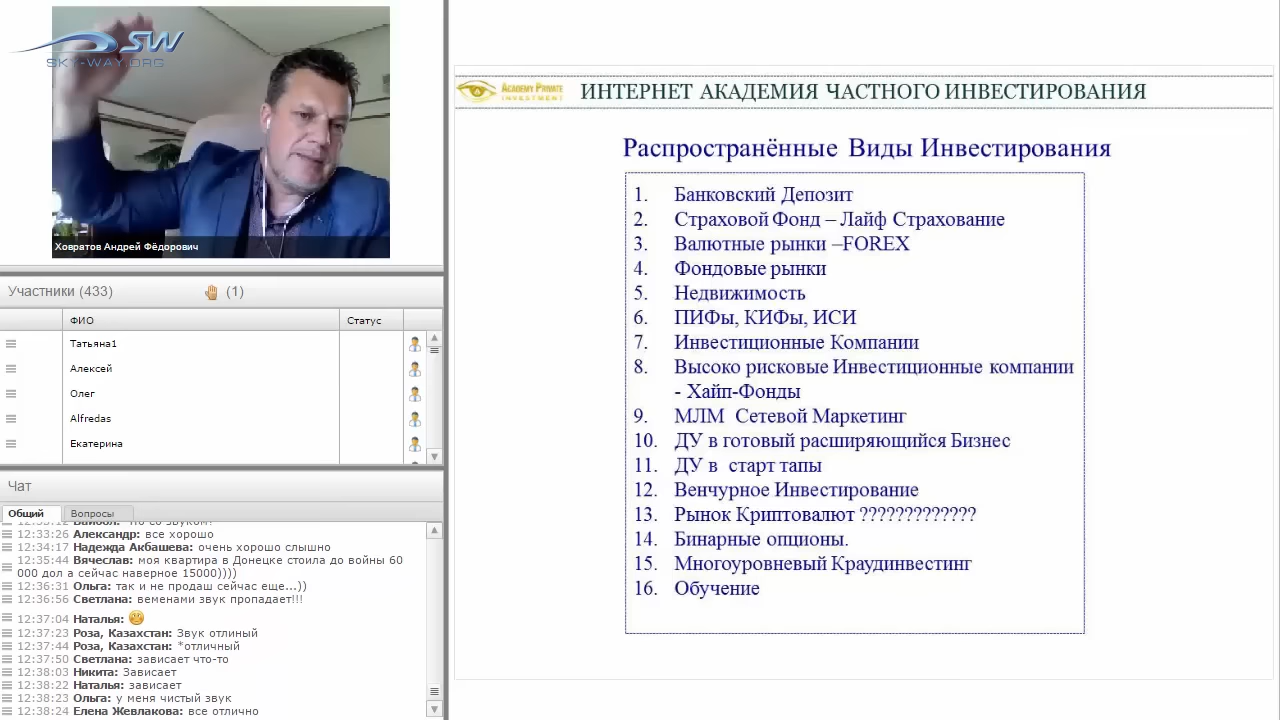 SW
SKY-WAY.ORG
Ховратов Андрей Фёдорович
Участники (433) (1)
ФИО Статус
Татьяна1
Алексей
Олег
Alfredas
Екатерина
Чат
Общий Вопросы
12:33:26 Александр: все хорошо
12:34:17 Надежда Акбашева: очень хорошо слышно
12:35:44 Вячеслав: моя квартира в Донецке стоила до войны 60
000 дол а сейчас наверное 15000))))
12:36:31 Ольга: так и не продаш сейчас еще...))
12:36:56 Светлана: веменами звук пропадает!!!
12:37:04 Наталья:
12:37:23 Роза, Казахстан: Звук отлиный
12:37:44 Роза, Казахстан: *отличный
12:37:50 Светлана: зависает что-то
12:38:03 Никита: Зависает
12:38:22 Наталья: зависает
12:38:23 Ольга: у меня чистый звук
12:38:24 Елена Жевлакова: все отлично
ACADEMY PRIVATE
INVESTMENT
ИНТЕРНЕТ АКАДЕМИЯ ЧАСТНОГО ИНВЕСТИРОВАНИЯ
Распространённые Виды Инвестирования
1. Банковский Депозит
2. Страховой Фонд – Лайф Страхование
3. Валютные рынки –FOREX
4. Фондовые рынки
5. Недвижимость
6. ПИФы, КИФы, ИСИ
7. Инвестиционные Компании
8. Высоко рисковые Инвестиционные компании
- Хайп-Фонды
9. МЛМ Сетевой Маркетинг
10. ДУ в готовый расширяющийся Бизнес
11. ДУ в старт тапы
12. Венчурное Инвестирование
13. Рынок Криптовалют ?????????????
14. Бинарные опционы.
15. Многоуровневый Краудинвестинг
16. Обучение